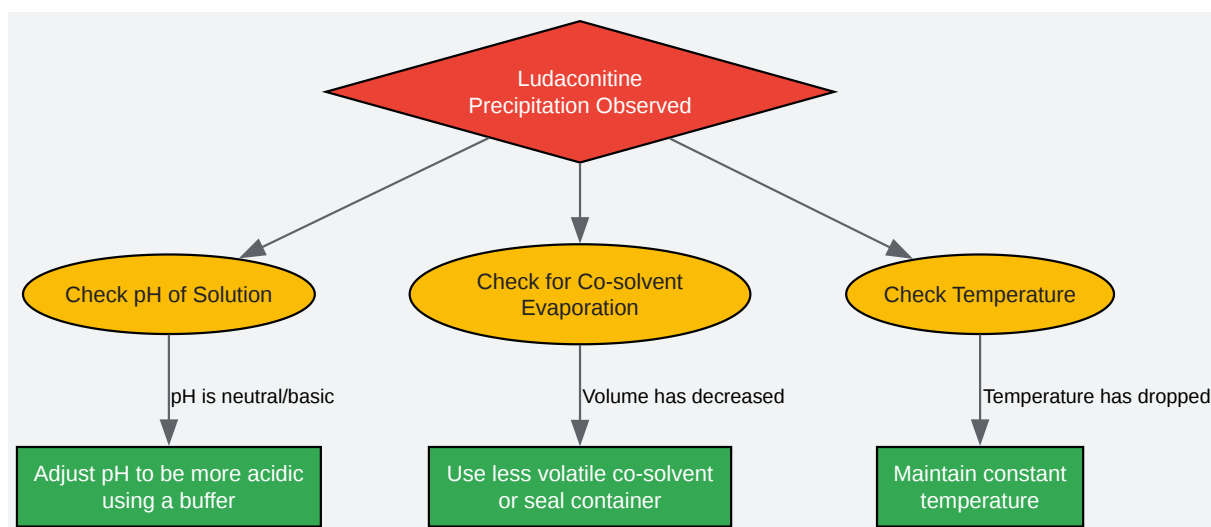 Ludaconitine
Precipitation Observed
Check pH of Solution
Check for Co-solvent
Evaporation
Check Temperature
pH is neutral/basic
Volume has decreased
Temperature has dropped
Adjust pH to be more acidic
using a buffer
Use less volatile co-solvent
or seal container
Maintain constant
temperature